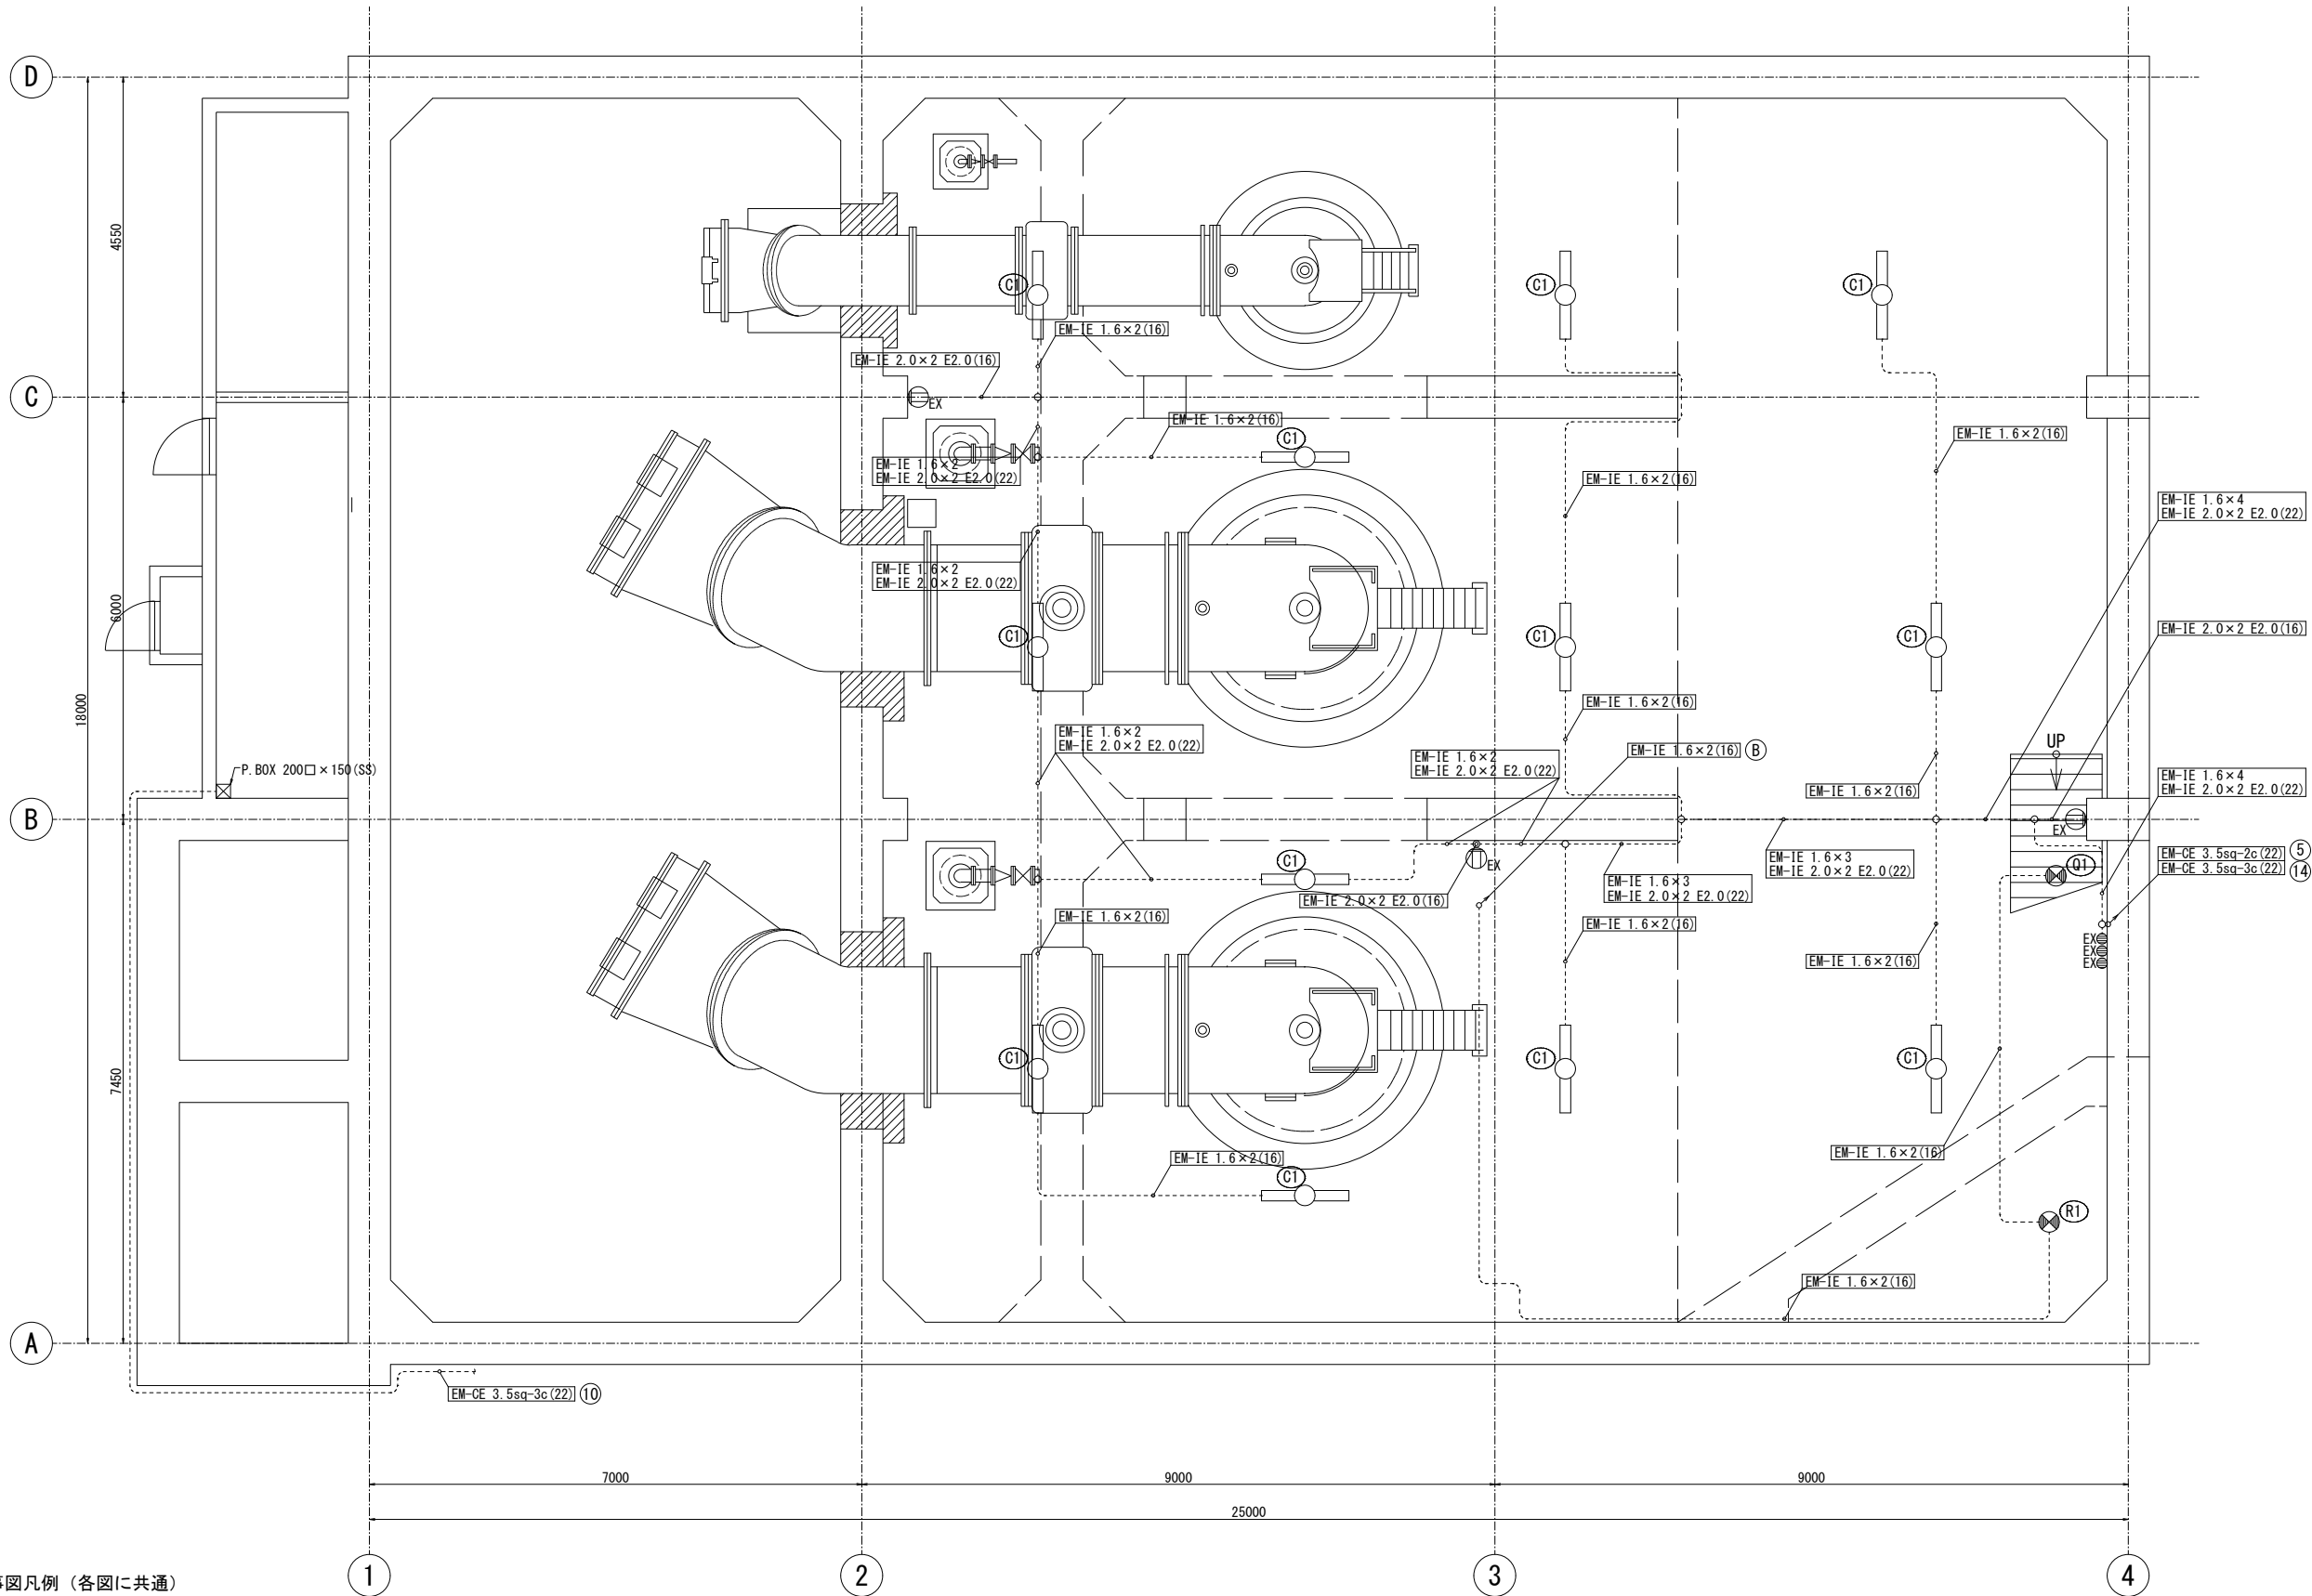 D
4550
C1
C1
C1
EM-IE 1.6×2(16)
EM-IE 2.0×2 E2.0(16)
C
EX
EM-IE 1.6×2(16)
C1
EM-IE 1.6×2(16)
EM-IE 1.6×2
EM-IE 2.0×2 E2.0(22)
EM-IE 1.6×2(16)
EM-IE 1.6×4
EM-IE 2.0×2 E2.0(22)
EM-IE 1.6×2
EM-IE 2.0×2 E2.0(22)
6000
C1
C1
C1
EM-IE 2.0×2 E2.0(16)
18000
EM-IE 1.6×2(16)
EM-IE 1.6×2
EM-IE 2.0×2 E2.0(22)
EM-IE 1.6×2
EM-IE 2.0×2 E2.0(22)
EM-IE 1.6×2(16) B
UP
P.BOX 200□×150(SS)
EM-IE 1.6×4
EM-IE 2.0×2 E2.0(22)
EM-IE 1.6×2(16)
B
EX
EM-CE 3.5sq-2c(22) 5
EM-CE 3.5sq-3c(22) 14
C1
EX
EM-IE 1.6×3
EM-IE 2.0×2 E2.0(22)
Q1
EM-IE 1.6×3
EM-IE 2.0×2 E2.0(22)
EM-IE 2.0×2 E2.0(16)
EM-IE 1.6×2(16)
EM-IE 1.6×2(16)
EX
EX
EX
EM-IE 1.6×2(16)
C1
C1
C1
7450
EM-IE 1.6×2(16)
EM-IE 1.6×2(16)
C1
R1
EM-IE 1.6×2(16)
A
EM-CE 3.5sq-3c(22) 10
7000
9000
9000
25000
1
2
3
4
図凡例（各図に共通）